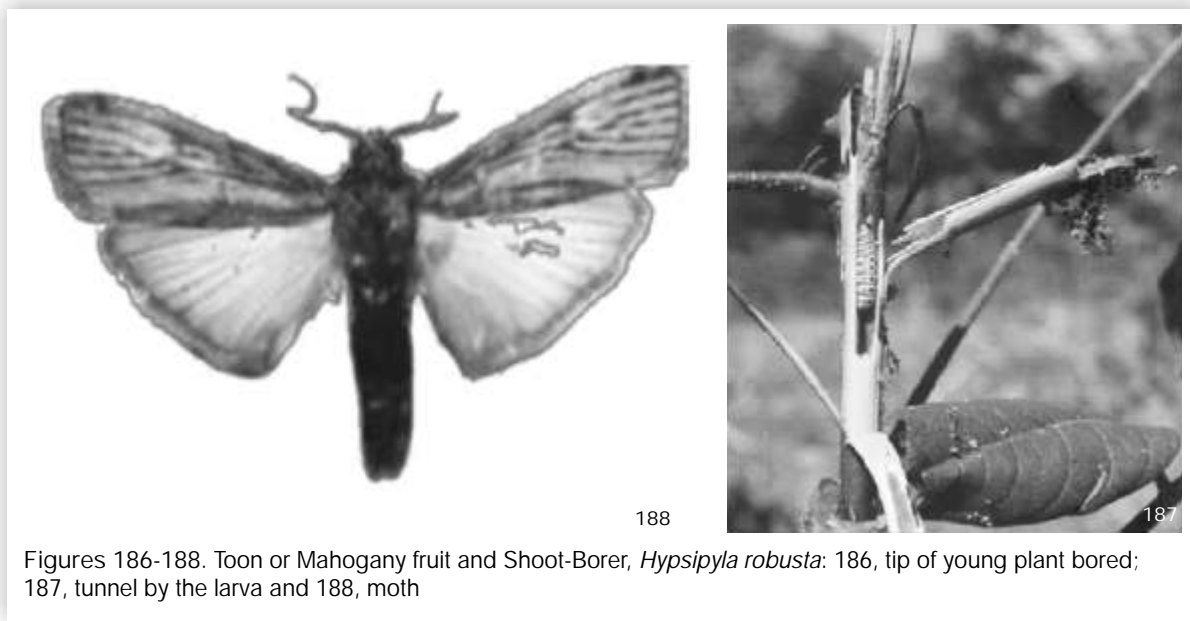 188
187
Figures 186-188. Toon or Mahogany fruit and Shoot-Borer, Hypsipyla robusta: 186, tip of young plant bored;
187, tunnel by the larva and 188, moth